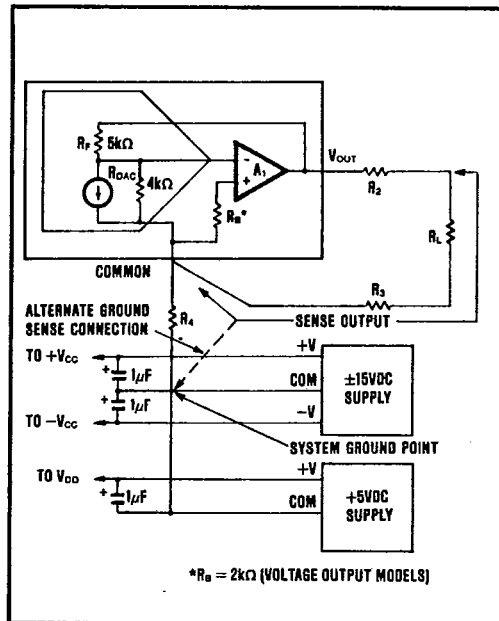 RF 5kΩ
RDAC
4kΩ
-
+
A1
RB*
VOUT
R2
RL
R3
COMMON
R4
SENSE OUTPUT
ALTERNATE GROUND
SENSE CONNECTION
TO +VCC
+
1μF
+
1μF
TO -VCC
+V
COM
-V
±15VDC
SUPPLY
SYSTEM GROUND POINT
TO VDD
+
1μF
+V
COM
+5VDC
SUPPLY
*RB = 2kΩ (VOLTAGE OUTPUT MODELS)